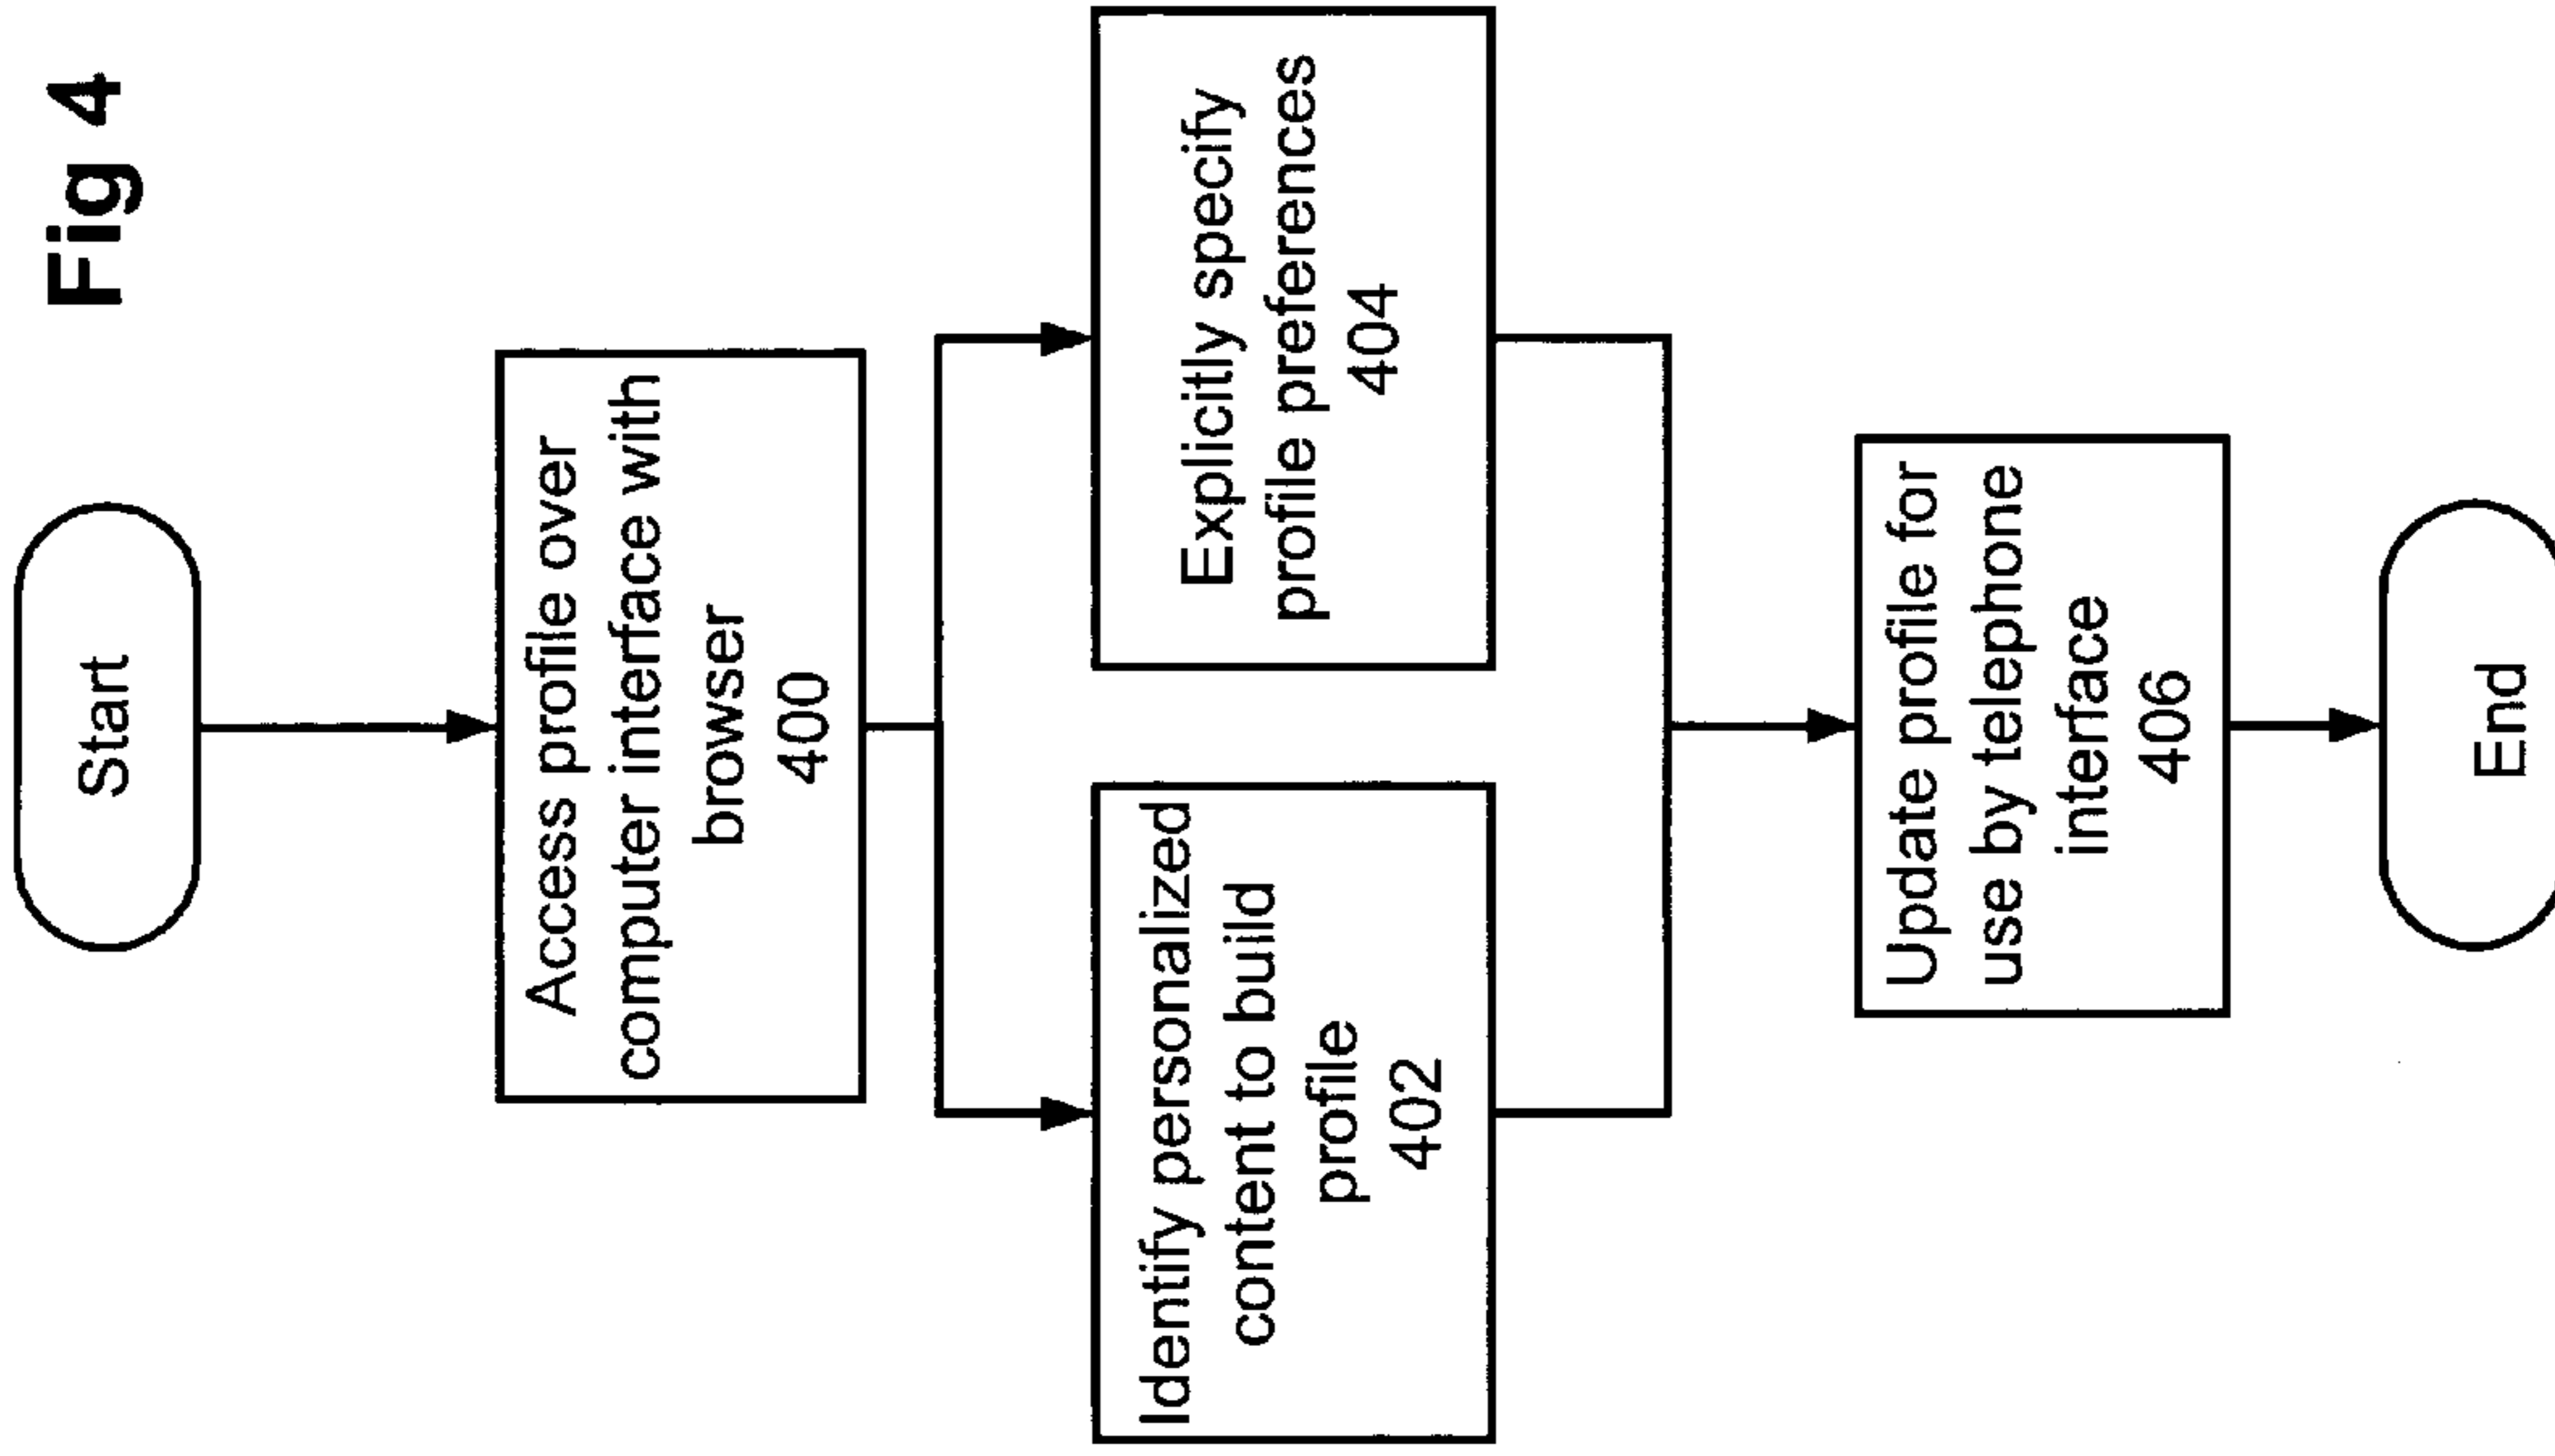 Fig 4
Start
Access profile over
computer interface with
browser
400
Identify personalized
content to build
profile
402
Explicitly specify
profile preferences
404
Update profile for
use by telephone
interface
406
End